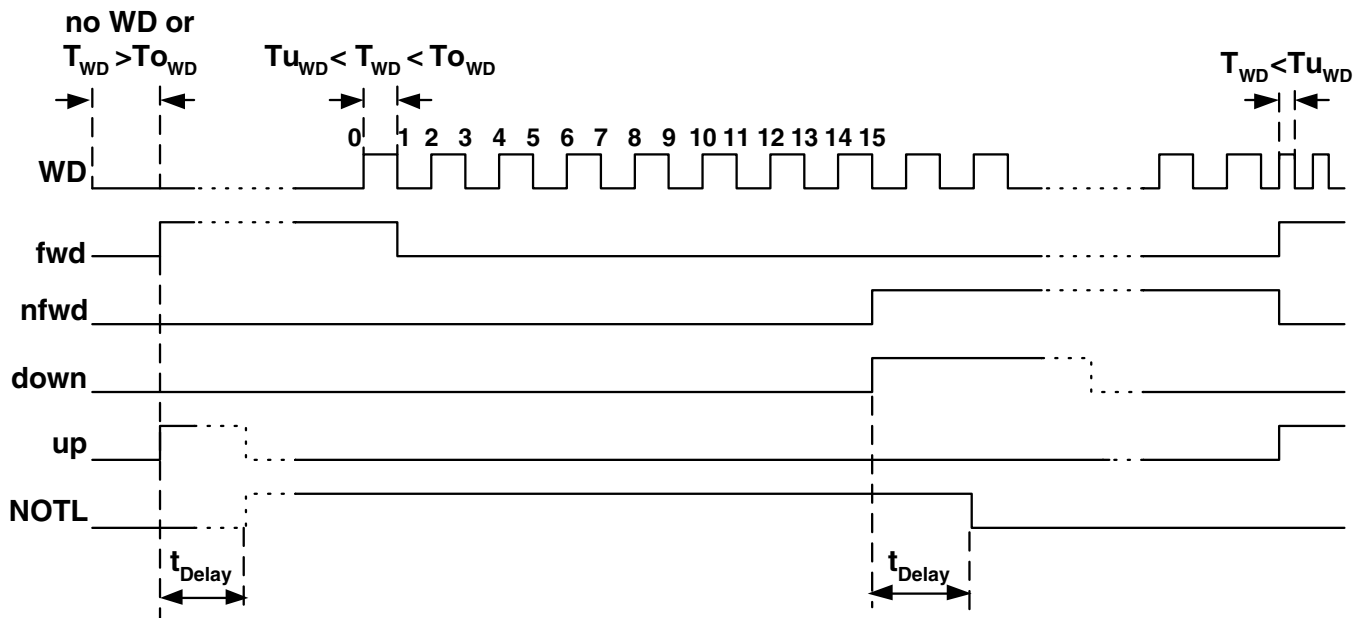 no WD or
T_WD >To_WD
Tu_WD< T_WD < To_WD
T_WD<Tu_WD
0 1 2 3 4 5 6 7 8 9 10 11 12 13 14 15
WD
fwd
nfwd
down
up
NOTL
t_Delay
t_Delay